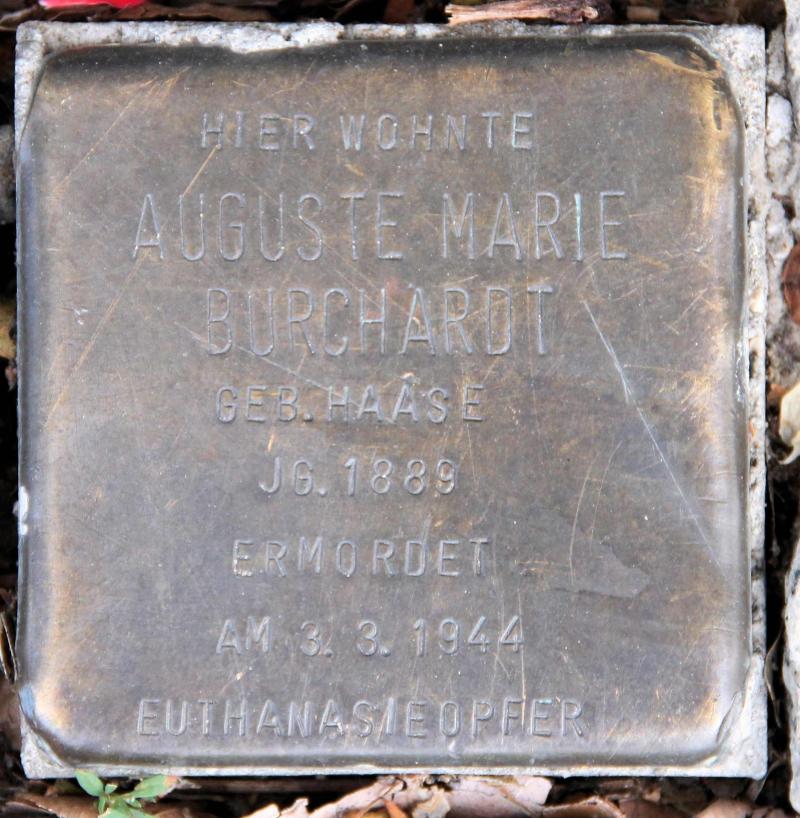 HIER WOHNTE
AUGUSTE MARIE
BURCHARDT
GEB. HAASE
JG. 1889
ERMORDET
AM 3. 3. 1944
EUTHANASIEOPFER